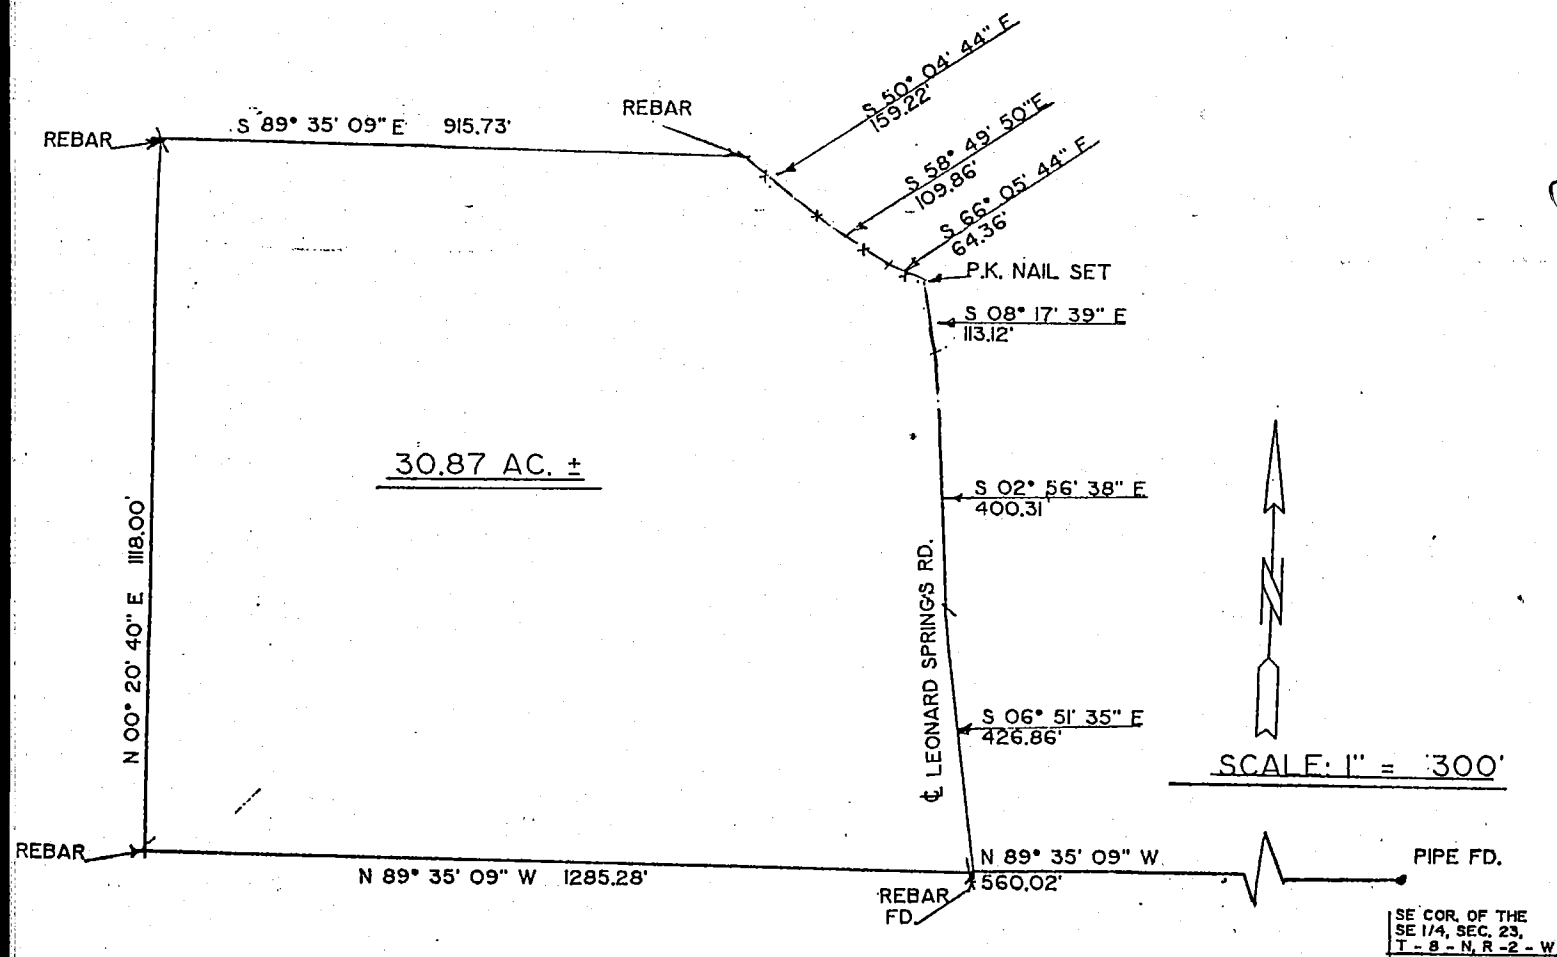 S 50° 04' 44" E
159.22'
REBAR
S 89° 35' 09" E 915.73'
REBAR
S 58° 49' 50" E
109.86'
S 66° 05' 44" E
64.36'
P.K. NAIL SET
S 08° 17' 39" E
113.12'
30.87 AC. ±
S 02° 56' 38" E
400.31'
N 00° 20' 40" E 1118.00'
℄ LEONARD SPRINGS RD.
N
S 06° 51' 35" E
426.86'
SCALE: 1" = 300'
REBAR
N 89° 35' 09" W 1285.28'
N 89° 35' 09" W
560.02'
PIPE FD.
REBAR
FD.
SE COR. OF THE
SE 1/4, SEC. 23,
T - 8 - N, R - 2 - W